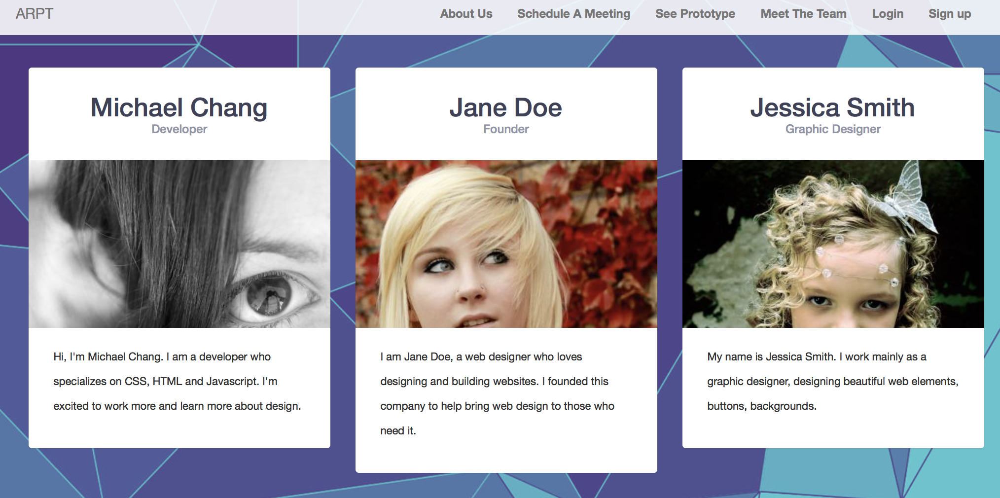 ARPT About Us Schedule A Meeting See Prototype Meet The Team Login Sign up
Michael Chang
Developer
Hi, I'm Michael Chang. I am a developer who
specializes on CSS, HTML and Javascript. I'm
excited to work more and learn more about design.
Jane Doe
Founder
I am Jane Doe, a web designer who loves
designing and building websites. I founded this
company to help bring web design to those who
need it.
Jessica Smith
Graphic Designer
My name is Jessica Smith. I work mainly as a
graphic designer, designing beautiful web elements,
buttons, backgrounds.